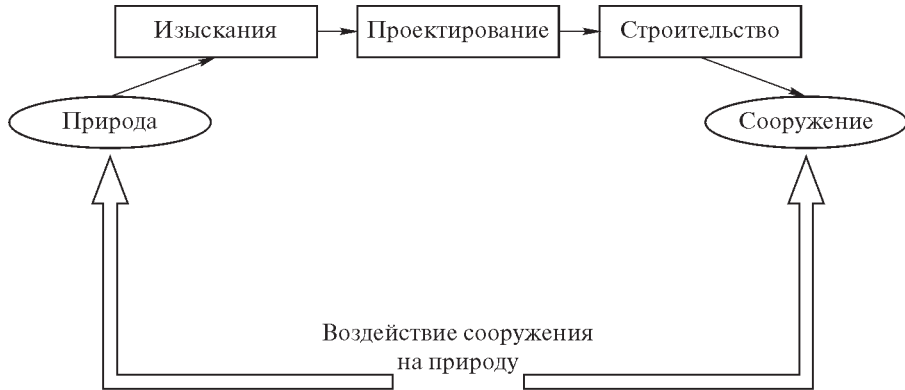 Изыскания
Проектирование
Строительство
Природа
Сооружение
Воздействие сооружения
на природу